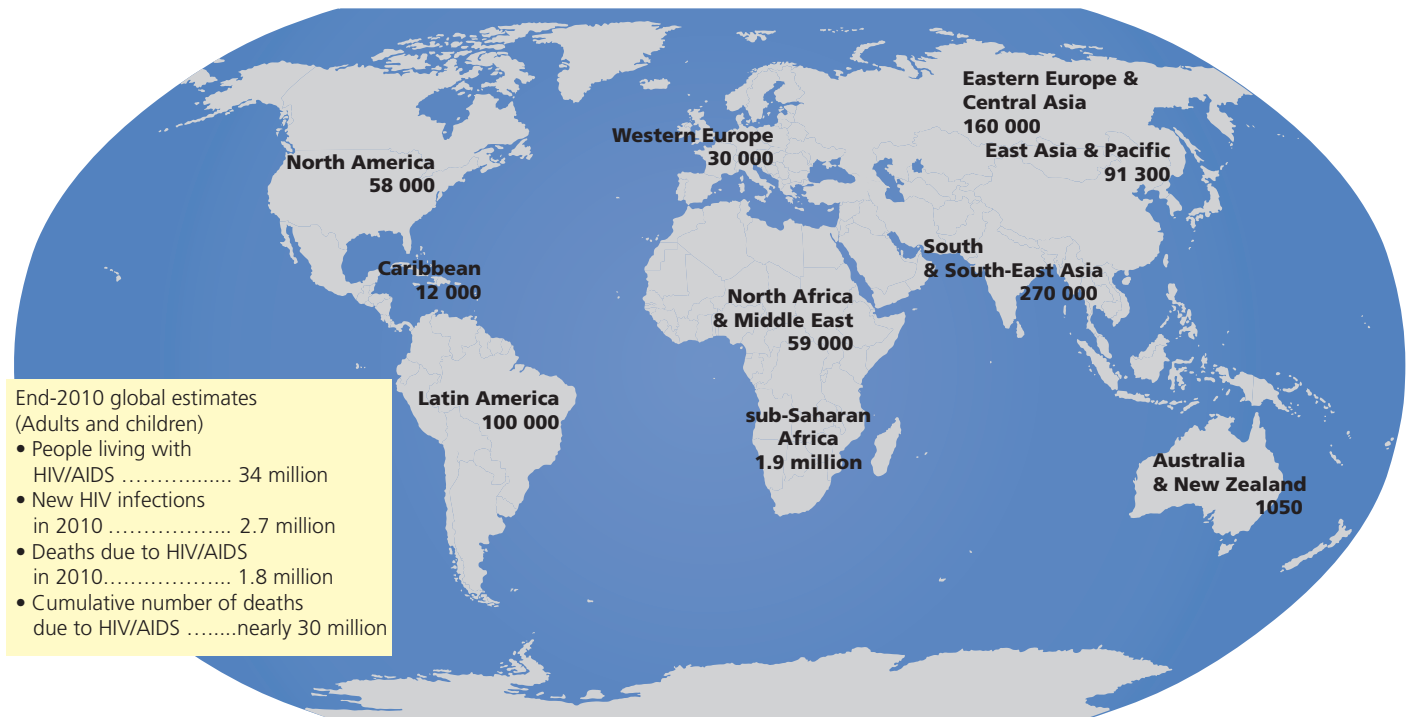 Eastern Europe &
Central Asia
160 000
East Asia & Pacific
91 300
Western Europe
30 000
North America
58 000
South
& South-East Asia
270 000
Caribbean
12 000
North Africa
& Middle East
59 000
Latin America
100 000
sub-Saharan
Africa
1.9 million
Australia
& New Zealand
1050
End-2010 global estimates
(Adults and children)
• People living with
HIV/AIDS ………........ 34 million
• New HIV infections
in 2010 ……………... 2.7 million
• Deaths due to HIV/AIDS
in 2010.……………... 1.8 million
• Cumulative number of deaths
due to HIV/AIDS ….....nearly 30 million